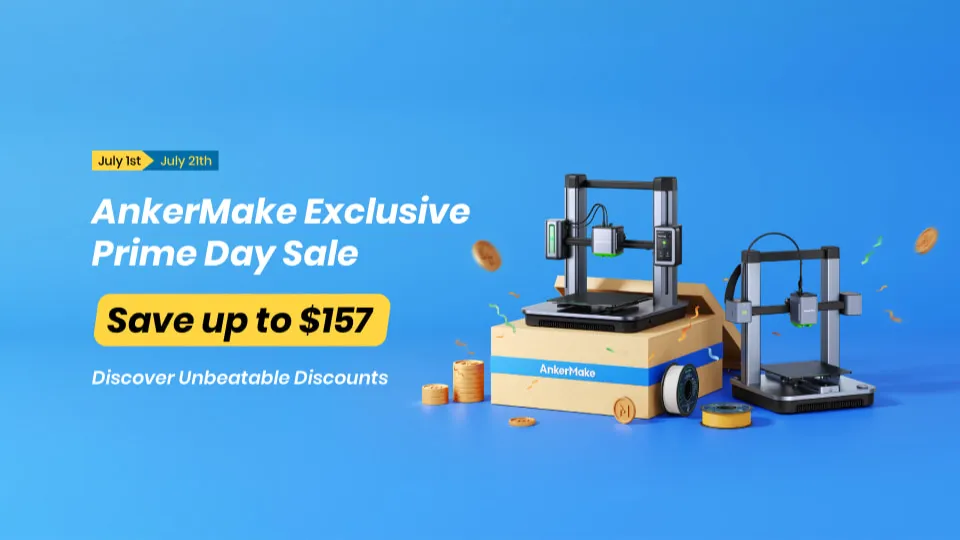 July 1st July 21th
AnkerMake Exclusive
Prime Day Sale
Save up to $157
Discover Unbeatable Discounts
AnkerMake